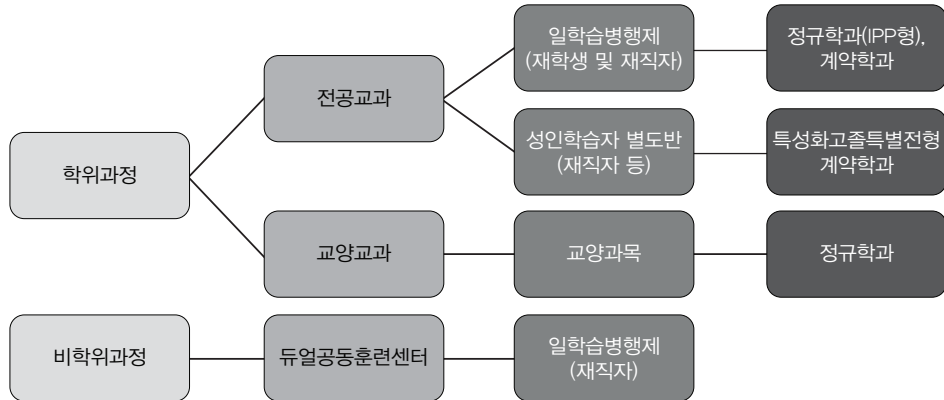 일학습병행제
(재학생 및 재직자)
정규학과(IPP형),
계약학과
전공교과
성인학습자 별도반
(재직자 등)
특성화고졸특별전형
계약학과
학위과정
교양교과
교양과목
정규학과
비학위과정
듀얼공동훈련센터
일학습병행제
(재직자)